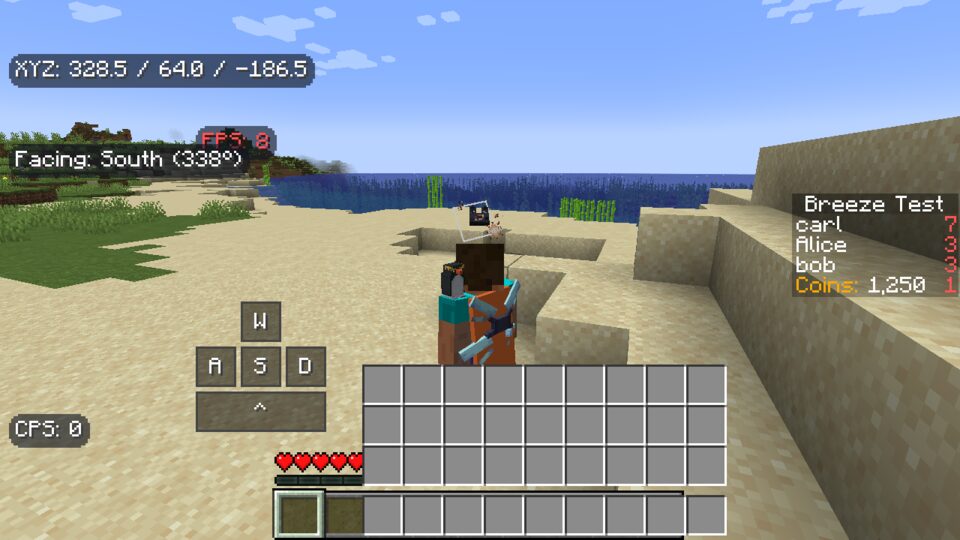 XYZ: 328.5 / 64.0 / -186.5
FPS: 8
Facing: South (338°)
Breeze Test
carl 7
Alice 3
bob 3
Coins: 1,250 1
W
A S D
^
CPS: 0